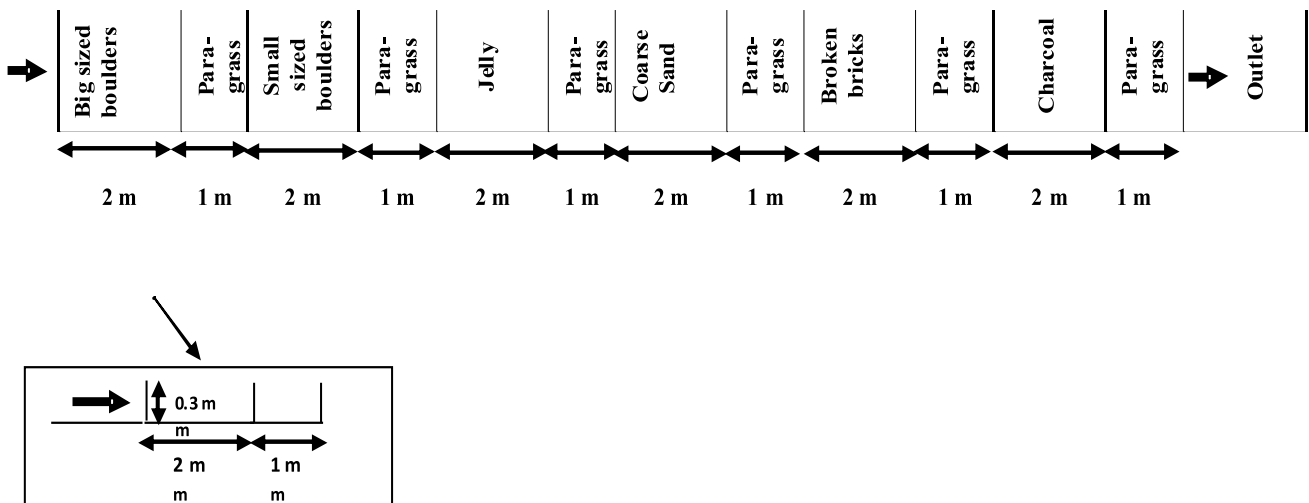 Big sized
boulders
Para-
grass
Small
sized
boulders
Para-
grass
Jelly
Para-
grass
Coarse
Sand
Para-
grass
Broken
bricks
Para-
grass
Charcoal
Para-
grass
Outlet
2 m
1 m
2 m
1 m
2 m
1 m
2 m
1 m
2 m
1 m
2 m
1 m
0.3 m
m
2 m
m
1 m
m